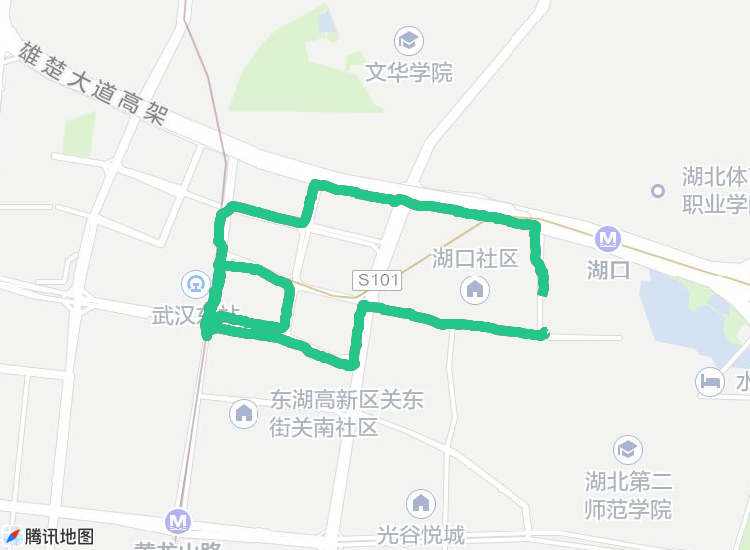 雄楚大道高架
文华学院
湖北体
职业学院
湖口社区
湖口
S101
武汉东站
东湖高新区关东
街关南社区
水
湖北第二
师范学院
光谷悦城
腾讯地图
黄龙山路